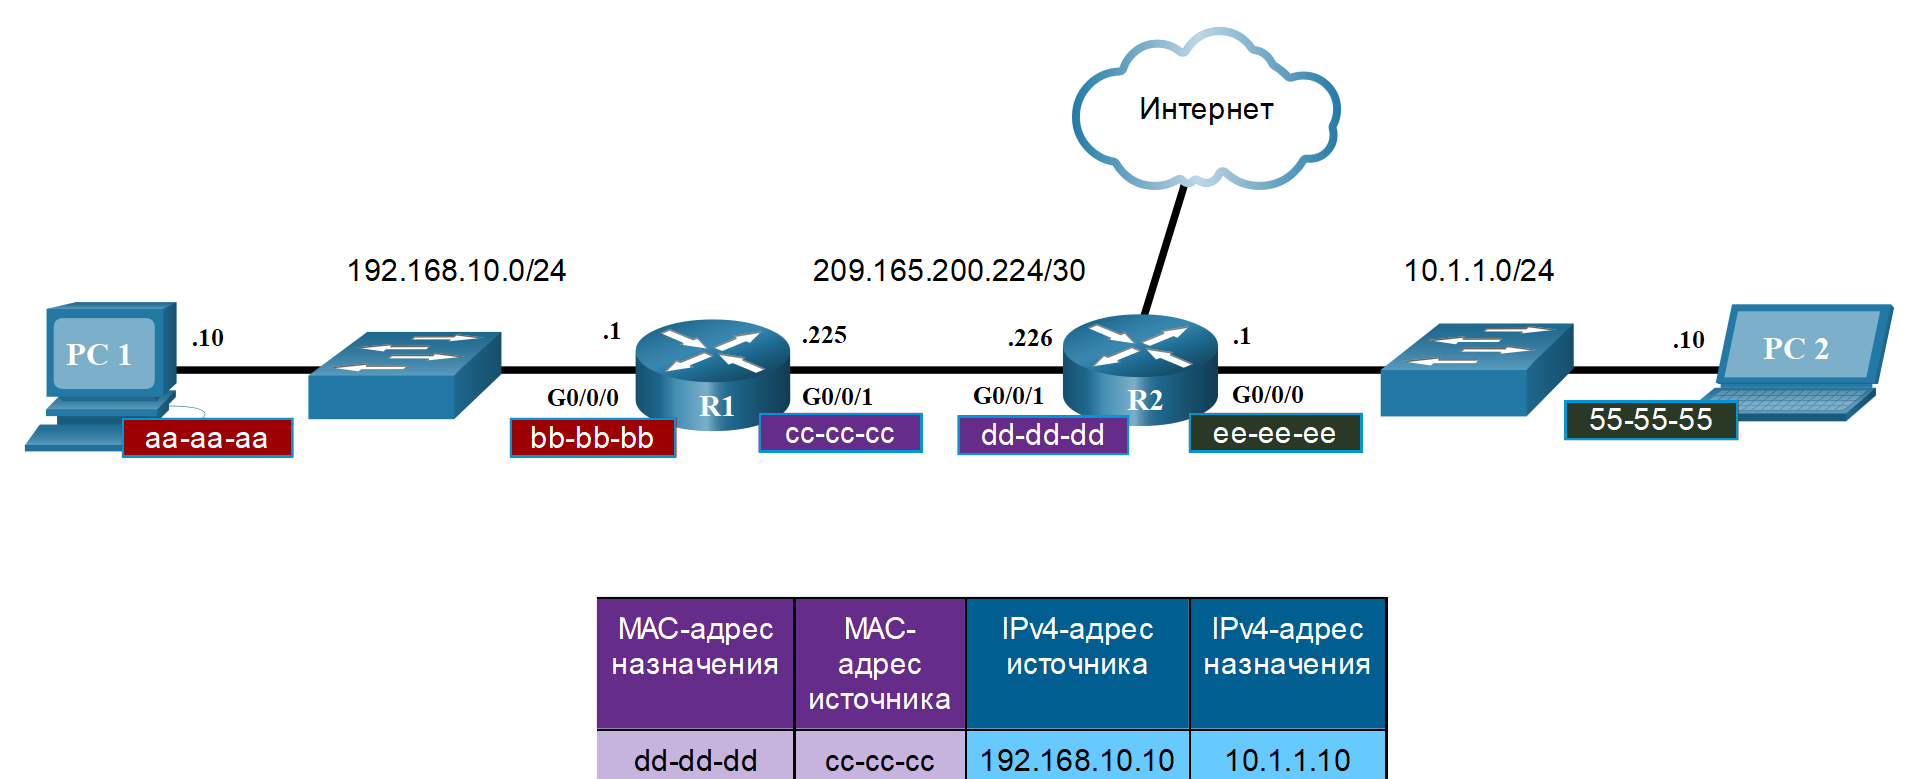 Интернет
192.168.10.0/24
209.165.200.224/30
10.1.1.0/24
PC 1
.10
.1
.225
.226
.1
.10
PC 2
G0/0/0
R1
G0/0/1
G0/0/1
R2
G0/0/0
aa-aa-aa
bb-bb-bb
cc-cc-cc
dd-dd-dd
ee-ee-ee
55-55-55
МАС-адрес
назначения
МАС-
адрес
источника
IPv4-адрес
источника
IPv4-адрес
назначения
dd-dd-dd
cc-cc-cc
192.168.10.10
10.1.1.10